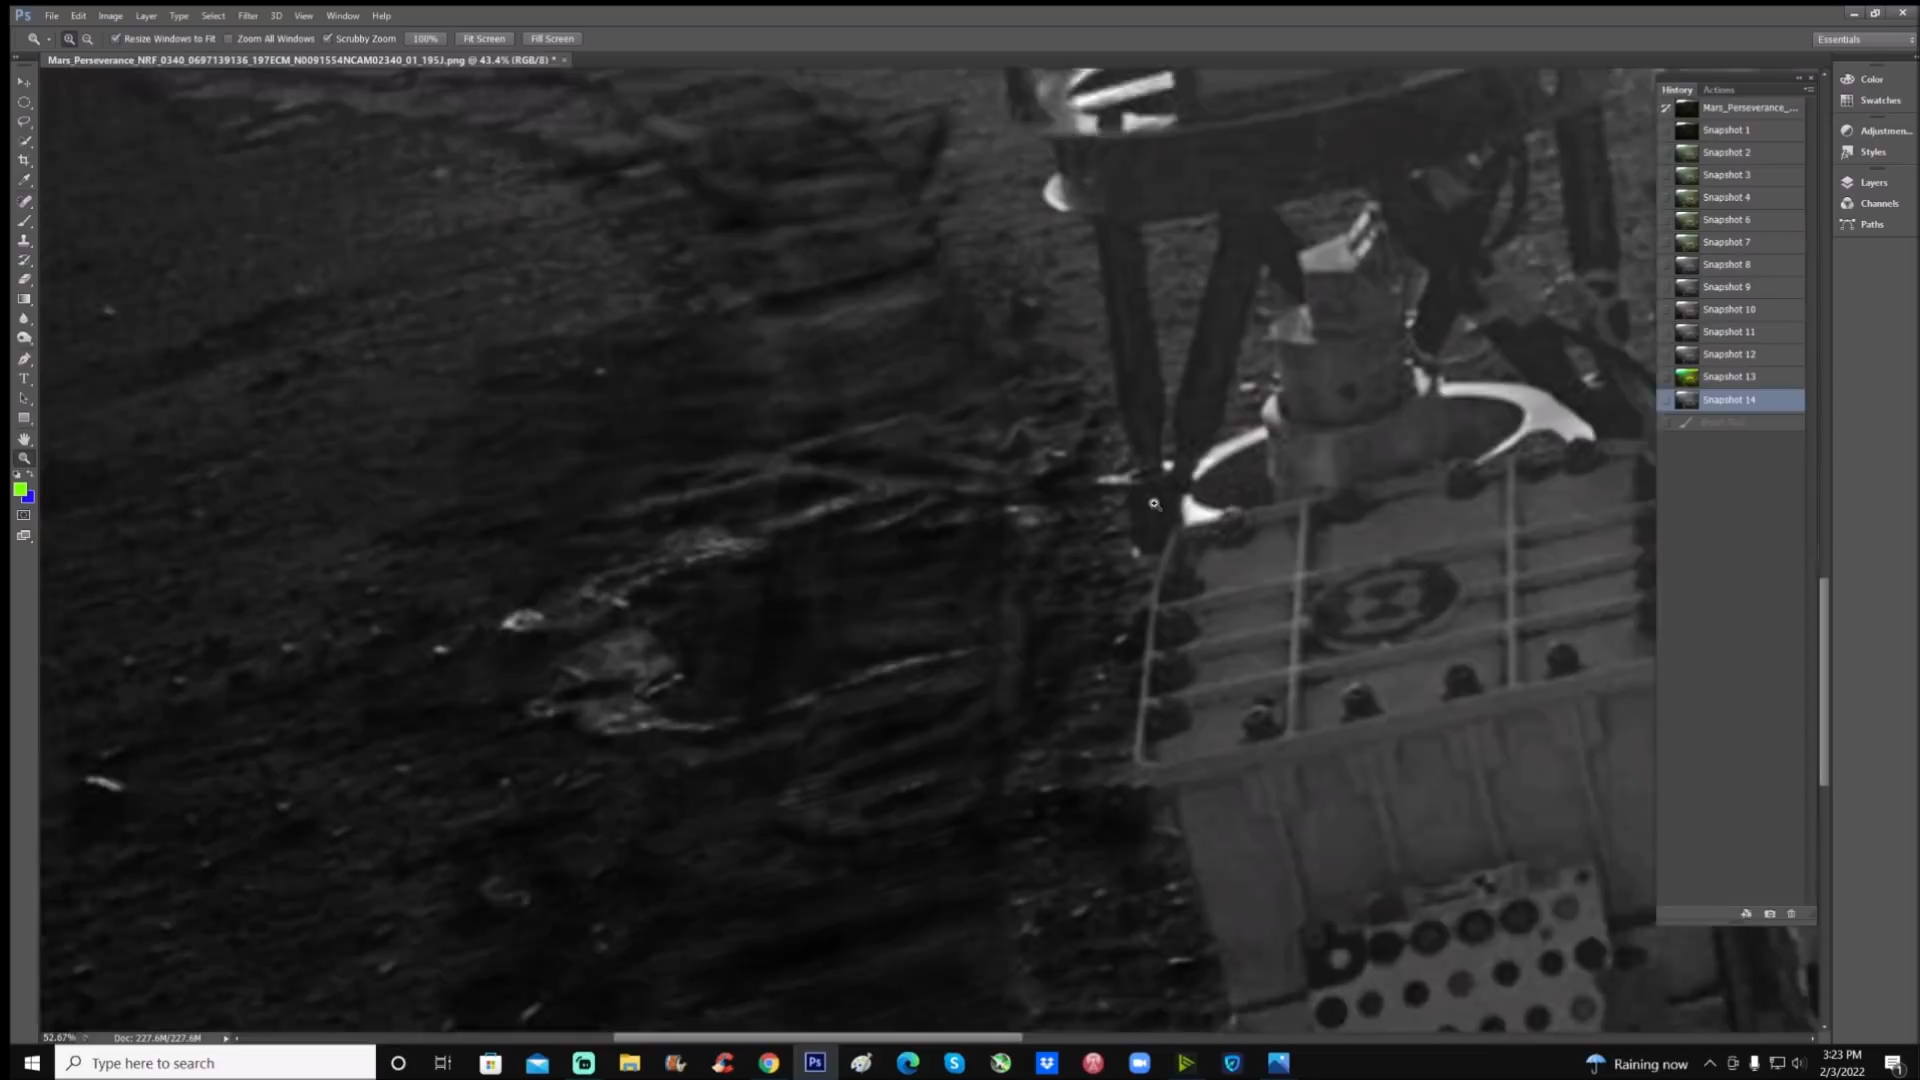 Ps File Edit Image Layer Type Select Filter 3D View Window Help
Resize Windows to Fit Zoom All Windows Scrubby Zoom 100% Fit Screen Fill Screen Essentials
Mars_Perseverance_NRF_0340_0697139136_197ECM_N0091554NCAM02340_01_195J.png @ 43.4% (RGB/8) * ×
History Actions
Mars_Perseverance_...
Snapshot 1
Snapshot 2
Snapshot 3
Snapshot 4
Snapshot 6
Snapshot 7
Snapshot 8
Snapshot 9
Snapshot 10
Snapshot 11
Snapshot 12
Snapshot 13
Snapshot 14
Color
Swatches
Adjustmen...
Styles
Layers
Channels
Paths
52.67% Doc: 227.6M/227.6M
Type here to search
Ps
Raining now
3:23 PM
2/3/2022